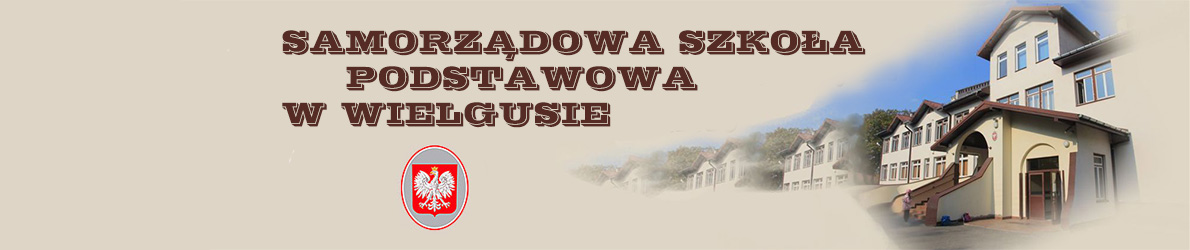 SAMORZĄDOWA SZKOŁA
PODSTAWOWA
W WIELGUSIE